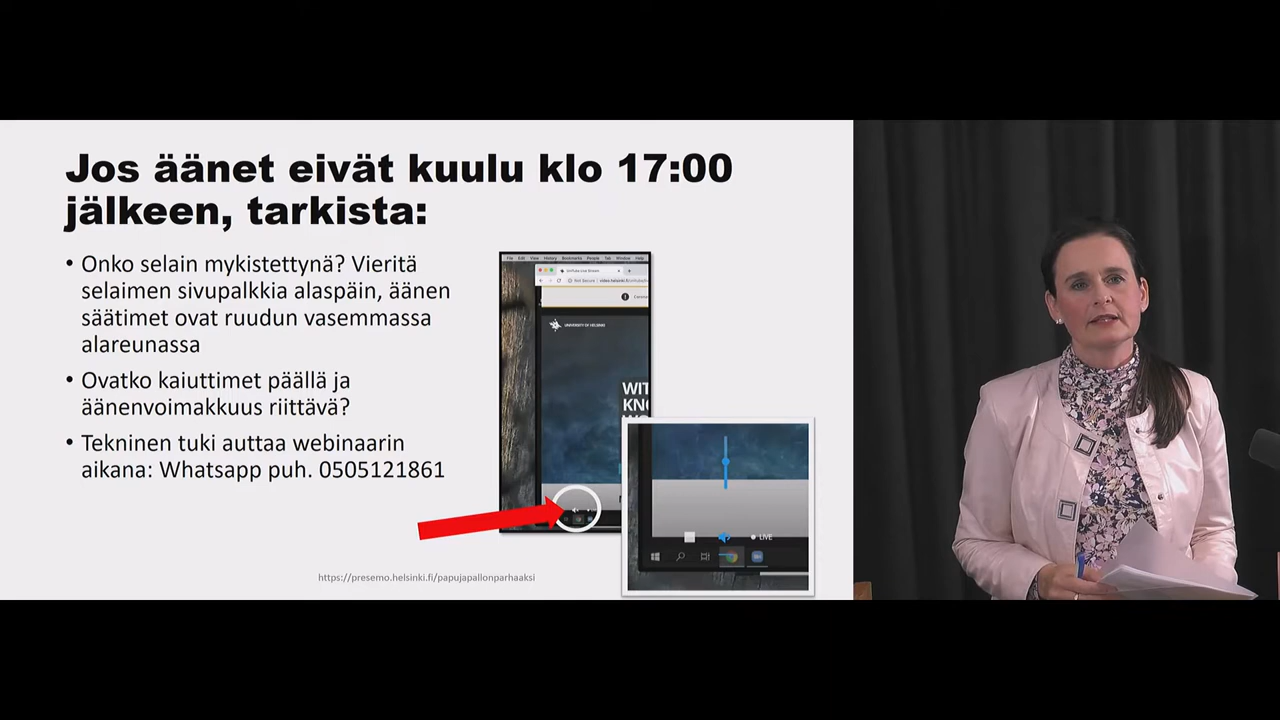 Jos äänet eivät kuulu klo 17:00
jälkeen, tarkista:
• Onko selain mykistettynä? Vieritä
selaimen sivupalkkia alaspäin, äänen
säätimet ovat ruudun vasemmassa
alareunassa
• Ovatko kaiuttimet päällä ja
äänenvoimakkuus riittävä?
• Tekninen tuki auttaa webinaarin
aikana: Whatsapp puh. 0505121861
UNIVERSITY OF HELSINKI
WIT
KN
LIVE
https://presemo.helsinki.fi/papujapallonparhaaksi